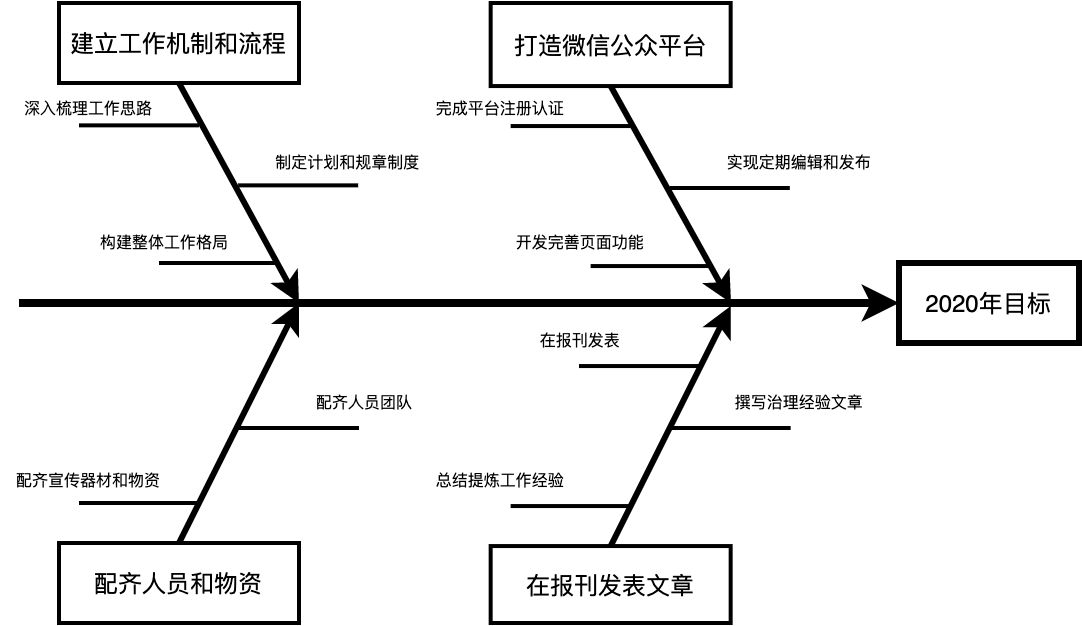 建立工作机制和流程
打造微信公众平台
深入梳理工作思路
完成平台注册认证
制定计划和规章制度
实现定期编辑和发布
构建整体工作格局
开发完善页面功能
2020年目标
在报刊发表
配齐人员团队
撰写治理经验文章
配齐宣传器材和物资
总结提炼工作经验
配齐人员和物资
在报刊发表文章